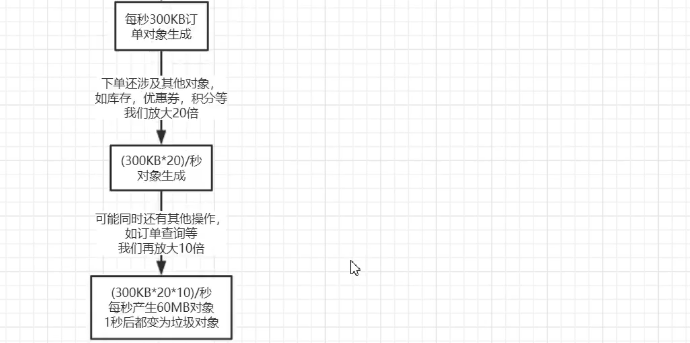 每秒300KB订
单对象生成
下单还涉及其他对象,
如库存，优惠券，积分等
我们放大20倍
(300KB*20)/秒
对象生成
可能同时还有其他操作,
如订单查询等
我们再放大10倍
(300KB*20*10)/秒
每秒产生60MB对象
1秒后都变为垃圾对象